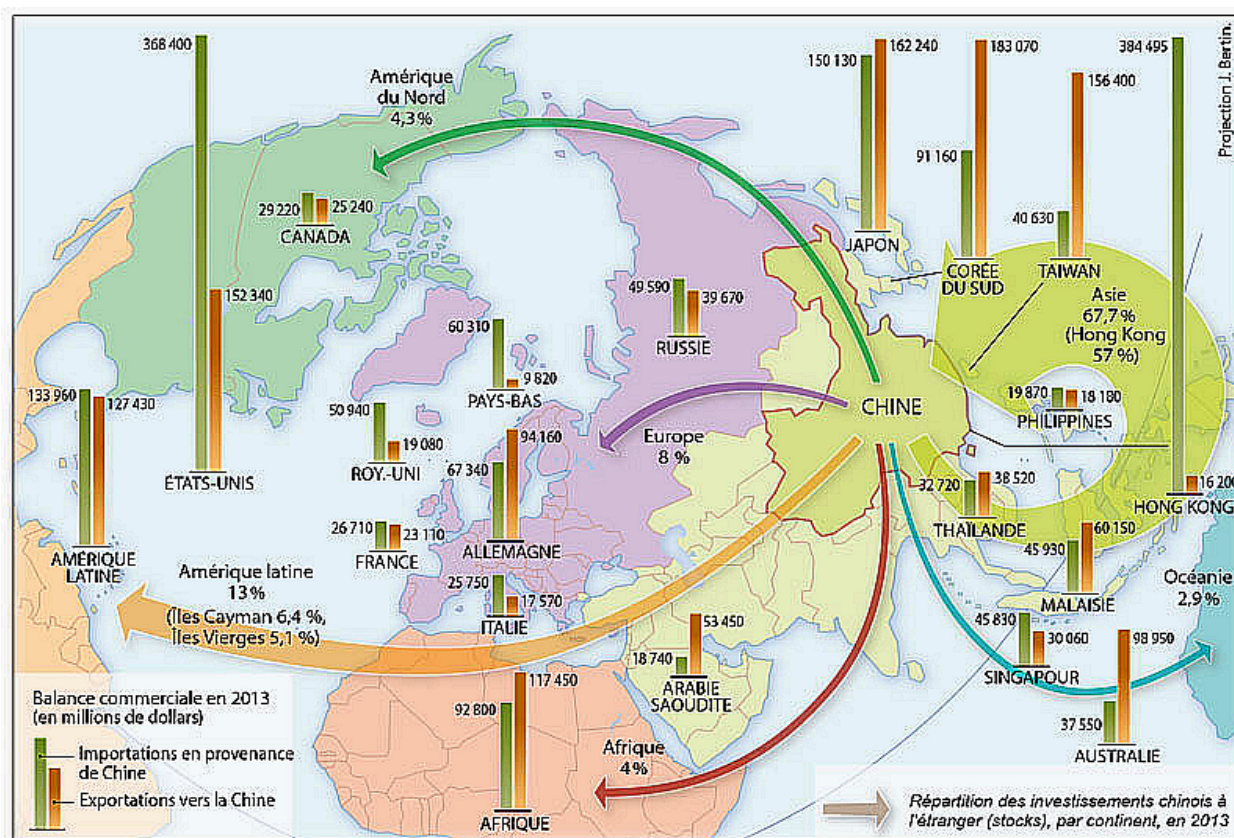 368 400
Amérique
du Nord
4,3 %
150 130
162 240
183 070
156 400
384 495
Projection J. Bertin.
91 160
40 630
29 220
25 240
CANADA
JAPON
CORÉE
DU SUD
TAIWAN
152 340
49 590
39 670
RUSSIE
Asie
67,7 %
(Hong Kong
57 %)
60 310
9 820
PAYS-BAS
133 960
127 430
50 940
19 080
ROY.-UNI
CHINE
19 870
18 180
PHILIPPINES
Europe
8 %
94 160
67 340
ALLEMAGNE
ÉTATS-UNIS
32 720
38 520
THAÏLANDE
16 200
HONG KONG
26 710
23 110
FRANCE
AMÉRIQUE
LATINE
45 930
60 150
MALAISIE
Amérique latine
13 %
(Îles Cayman 6,4 %,
Îles Vierges 5,1 %)
25 750
17 570
ITALIE
Océanie
2,9 %
53 450
18 740
ARABIE
SAOUDITE
45 830
30 060
SINGAPOUR
98 950
37 550
AUSTRALIE
117 450
92 800
AFRIQUE
Afrique
4 %
Balance commerciale en 2013
(en millions de dollars)
Importations en provenance
de Chine
Exportations vers la Chine
Répartition des investissements chinois à
l'étranger (stocks), par continent, en 2013